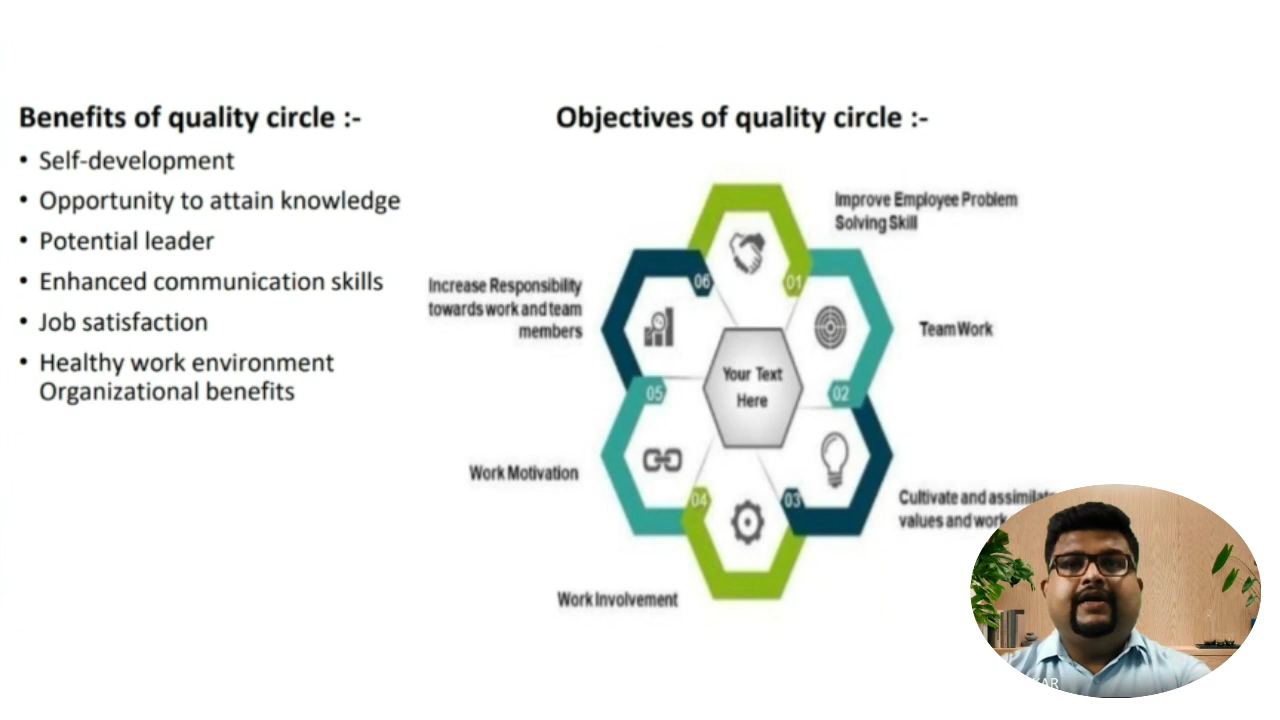 Benefits of quality circle :-
• Self-development
• Opportunity to attain knowledge
• Potential leader
• Enhanced communication skills
• Job satisfaction
• Healthy work environment
Organizational benefits
Objectives of quality circle :-
Improve Employee Problem
Solving Skill
01
Team Work
02
Cultivate and
values and work
03
Work Involvement
04
Work Motivation
05
Increase Responsibility
towards work and team
members
06
Your Text
Here